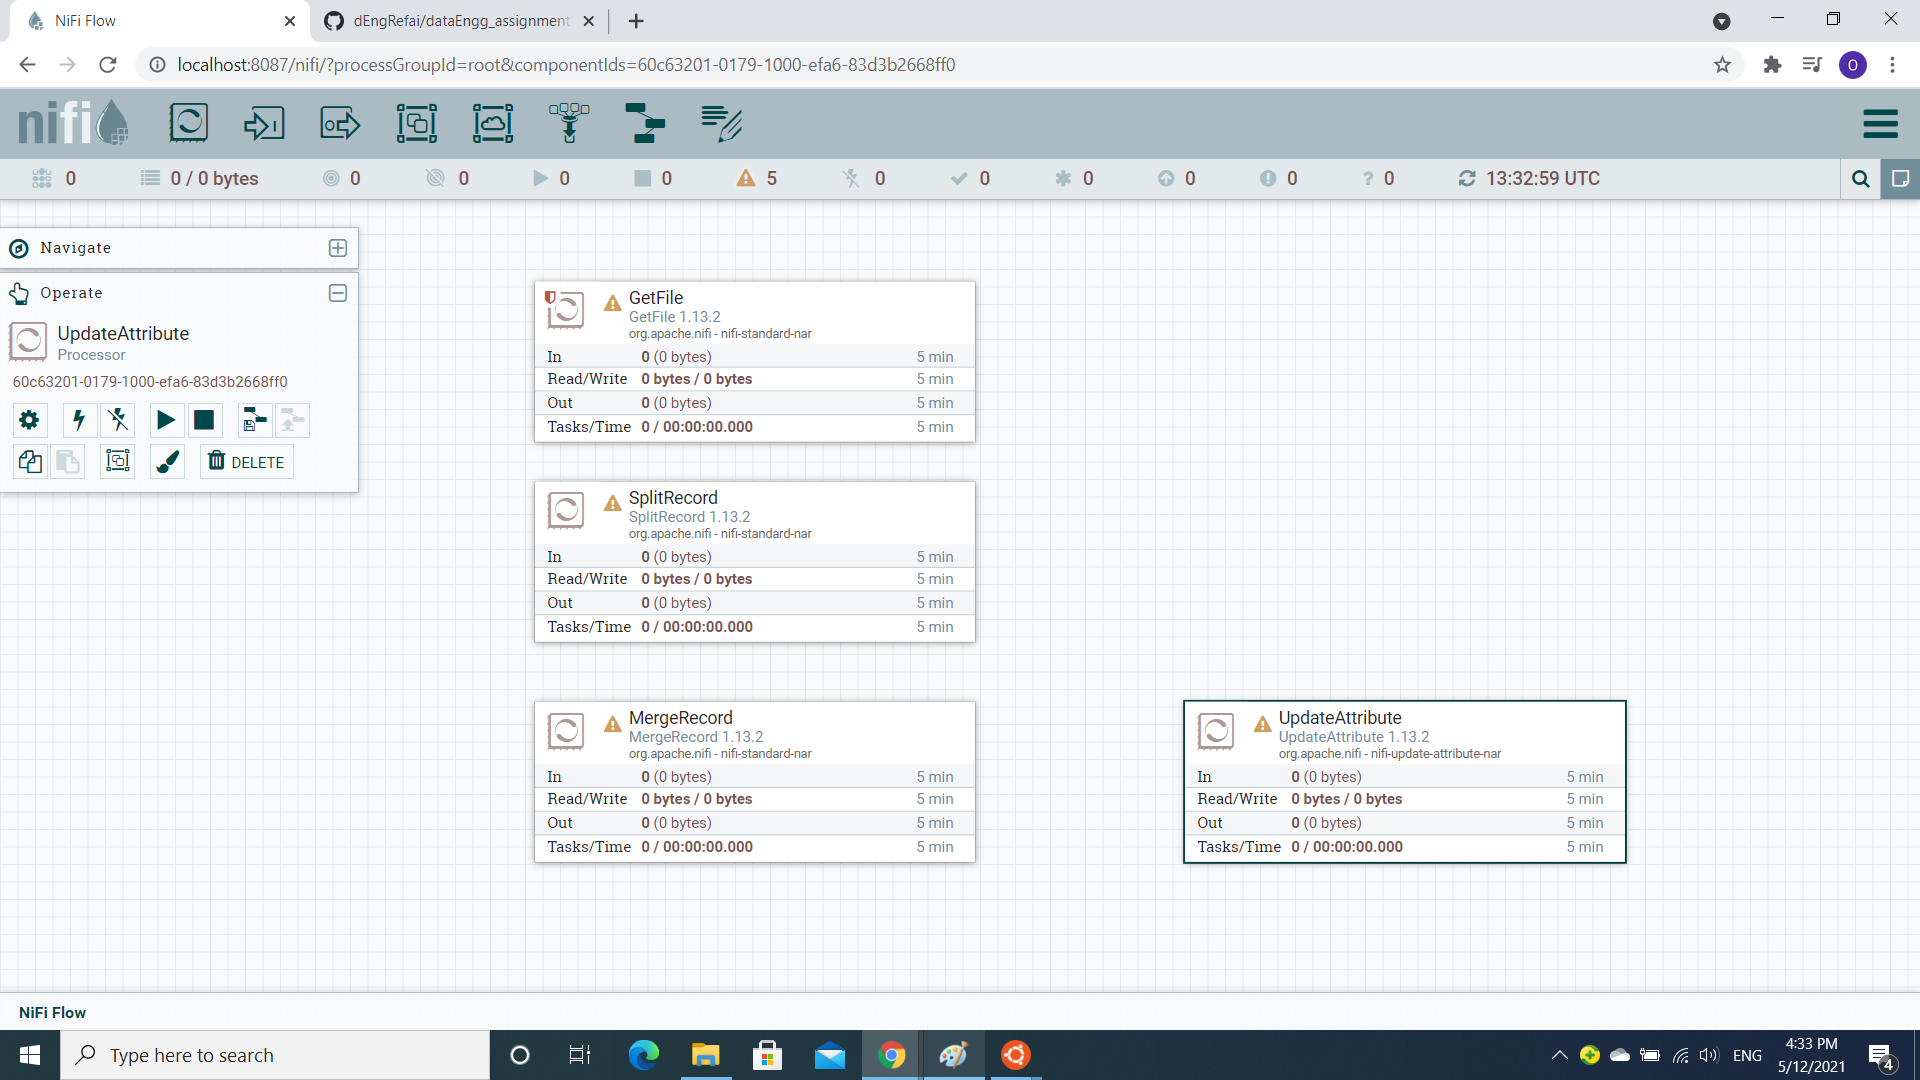 NiFi Flow
dEngRefai/dataEngg_assignment
localhost:8087/nifi/?processGroupId=root&componentIds=60c63201-0179-1000-efa6-83d3b2668ff0
O
nifi
0
0 / 0 bytes
0
0
0
0
5
0
0
0
0
0
? 0
13:32:59 UTC
Navigate
Operate
UpdateAttribute
Processor
60c63201-0179-1000-efa6-83d3b2668ff0
DELETE
GetFile
GetFile 1.13.2
org.apache.nifi - nifi-standard-nar
In 0 (0 bytes) 5 min
Read/Write 0 bytes / 0 bytes 5 min
Out 0 (0 bytes) 5 min
Tasks/Time 0 / 00:00:00.000 5 min
SplitRecord
SplitRecord 1.13.2
org.apache.nifi - nifi-standard-nar
In 0 (0 bytes) 5 min
Read/Write 0 bytes / 0 bytes 5 min
Out 0 (0 bytes) 5 min
Tasks/Time 0 / 00:00:00.000 5 min
MergeRecord
MergeRecord 1.13.2
org.apache.nifi - nifi-standard-nar
In 0 (0 bytes) 5 min
Read/Write 0 bytes / 0 bytes 5 min
Out 0 (0 bytes) 5 min
Tasks/Time 0 / 00:00:00.000 5 min
UpdateAttribute
UpdateAttribute 1.13.2
org.apache.nifi - nifi-update-attribute-nar
In 0 (0 bytes) 5 min
Read/Write 0 bytes / 0 bytes 5 min
Out 0 (0 bytes) 5 min
Tasks/Time 0 / 00:00:00.000 5 min
NiFi Flow
Type here to search
ENG
4:33 PM
5/12/2021
4